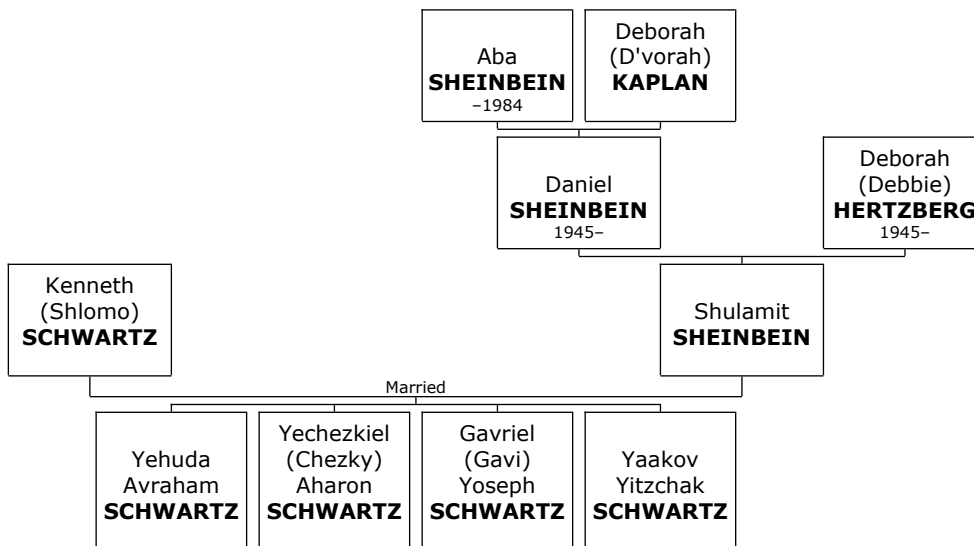 Aba
SHEINBEIN
–1984
Deborah
(D'vorah)
KAPLAN
Daniel
SHEINBEIN
1945–
Deborah
(Debbie)
HERTZBERG
1945–
Kenneth
(Shlomo)
SCHWARTZ
Shulamit
SHEINBEIN
Married
Yehuda
Avraham
SCHWARTZ
Yechezkiel
(Chezky)
Aharon
SCHWARTZ
Gavriel
(Gavi)
Yoseph
SCHWARTZ
Yaakov
Yitzchak
SCHWARTZ